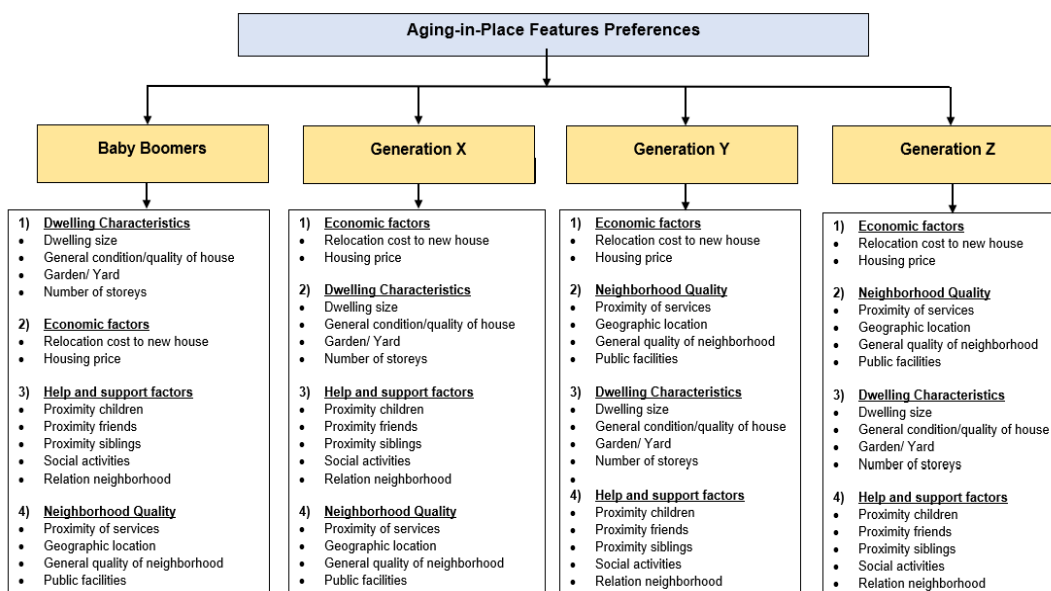 Aging-in-Place Features Preferences
Baby Boomers
1) Dwelling Characteristics
• Dwelling size
• General condition/quality of house
• Garden/ Yard
• Number of storeys
2) Economic factors
• Relocation cost to new house
• Housing price
3) Help and support factors
• Proximity children
• Proximity friends
• Proximity siblings
• Social activities
• Relation neighborhood
4) Neighborhood Quality
• Proximity of services
• Geographic location
• General quality of neighborhood
• Public facilities
Generation X
1) Economic factors
• Relocation cost to new house
• Housing price
2) Dwelling Characteristics
• Dwelling size
• General condition/quality of house
• Garden/ Yard
• Number of storeys
3) Help and support factors
• Proximity children
• Proximity friends
• Proximity siblings
• Social activities
• Relation neighborhood
4) Neighborhood Quality
• Proximity of services
• Geographic location
• General quality of neighborhood
• Public facilities
Generation Y
1) Economic factors
• Relocation cost to new house
• Housing price
2) Neighborhood Quality
• Proximity of services
• Geographic location
• General quality of neighborhood
• Public facilities
3) Dwelling Characteristics
• Dwelling size
• General condition/quality of house
• Garden/ Yard
• Number of storeys
•
4) Help and support factors
• Proximity children
• Proximity friends
• Proximity siblings
• Social activities
• Relation neighborhood
Generation Z
1) Economic factors
• Relocation cost to new house
• Housing price
2) Neighborhood Quality
• Proximity of services
• Geographic location
• General quality of neighborhood
• Public facilities
3) Dwelling Characteristics
• Dwelling size
• General condition/quality of house
• Garden/ Yard
• Number of storeys
4) Help and support factors
• Proximity children
• Proximity friends
• Proximity siblings
• Social activities
• Relation neighborhood